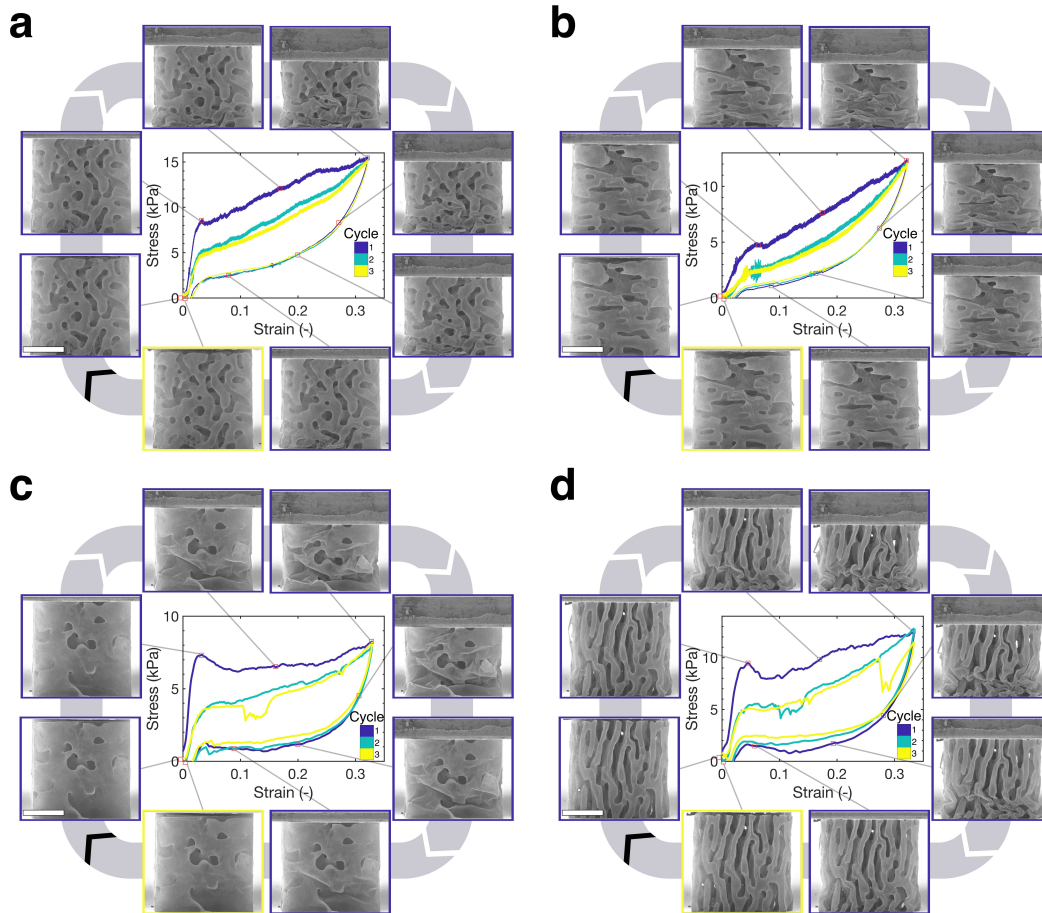 a
b
15
10
5
0
Stress (kPa)
Cycle
1
2
3
0
0.1
0.2
0.3
Strain (-)
10
5
0
Stress (kPa)
Cycle
1
2
3
0
0.1
0.2
0.3
Strain (-)
c
d
10
5
0
Stress (kPa)
Cycle
1
2
3
0
0.1
0.2
0.3
Strain (-)
10
5
0
Stress (kPa)
Cycle
1
2
3
0
0.1
0.2
0.3
Strain (-)